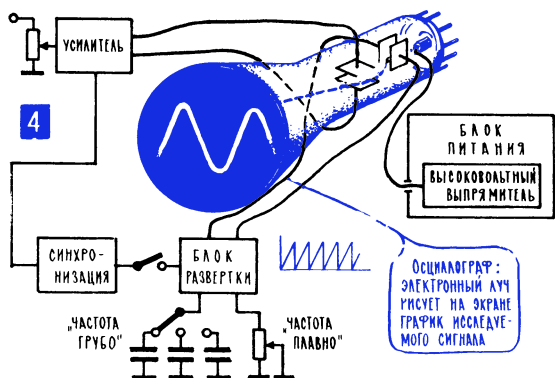 УСИЛИТЕЛЬ
4
БЛОК
ПИТАНИЯ
ВЫСОКОВОЛЬТНЫЙ
ВЫПРЯМИТЕЛЬ
СИНХРО-
НИЗАЦИЯ
БЛОК
РАЗВЕРТКИ
ОСЦИЛОГРАФ:
ЭЛЕКТРОННЫЙ ЛУЧ
РИСУЕТ НА ЭКРАНЕ
ГРАФИК ИССЛЕДУЕ-
МОГО СИГНАЛА
„ЧАСТОТА
ГРУБО"
„ЧАСТОТА
ПЛАВНО"